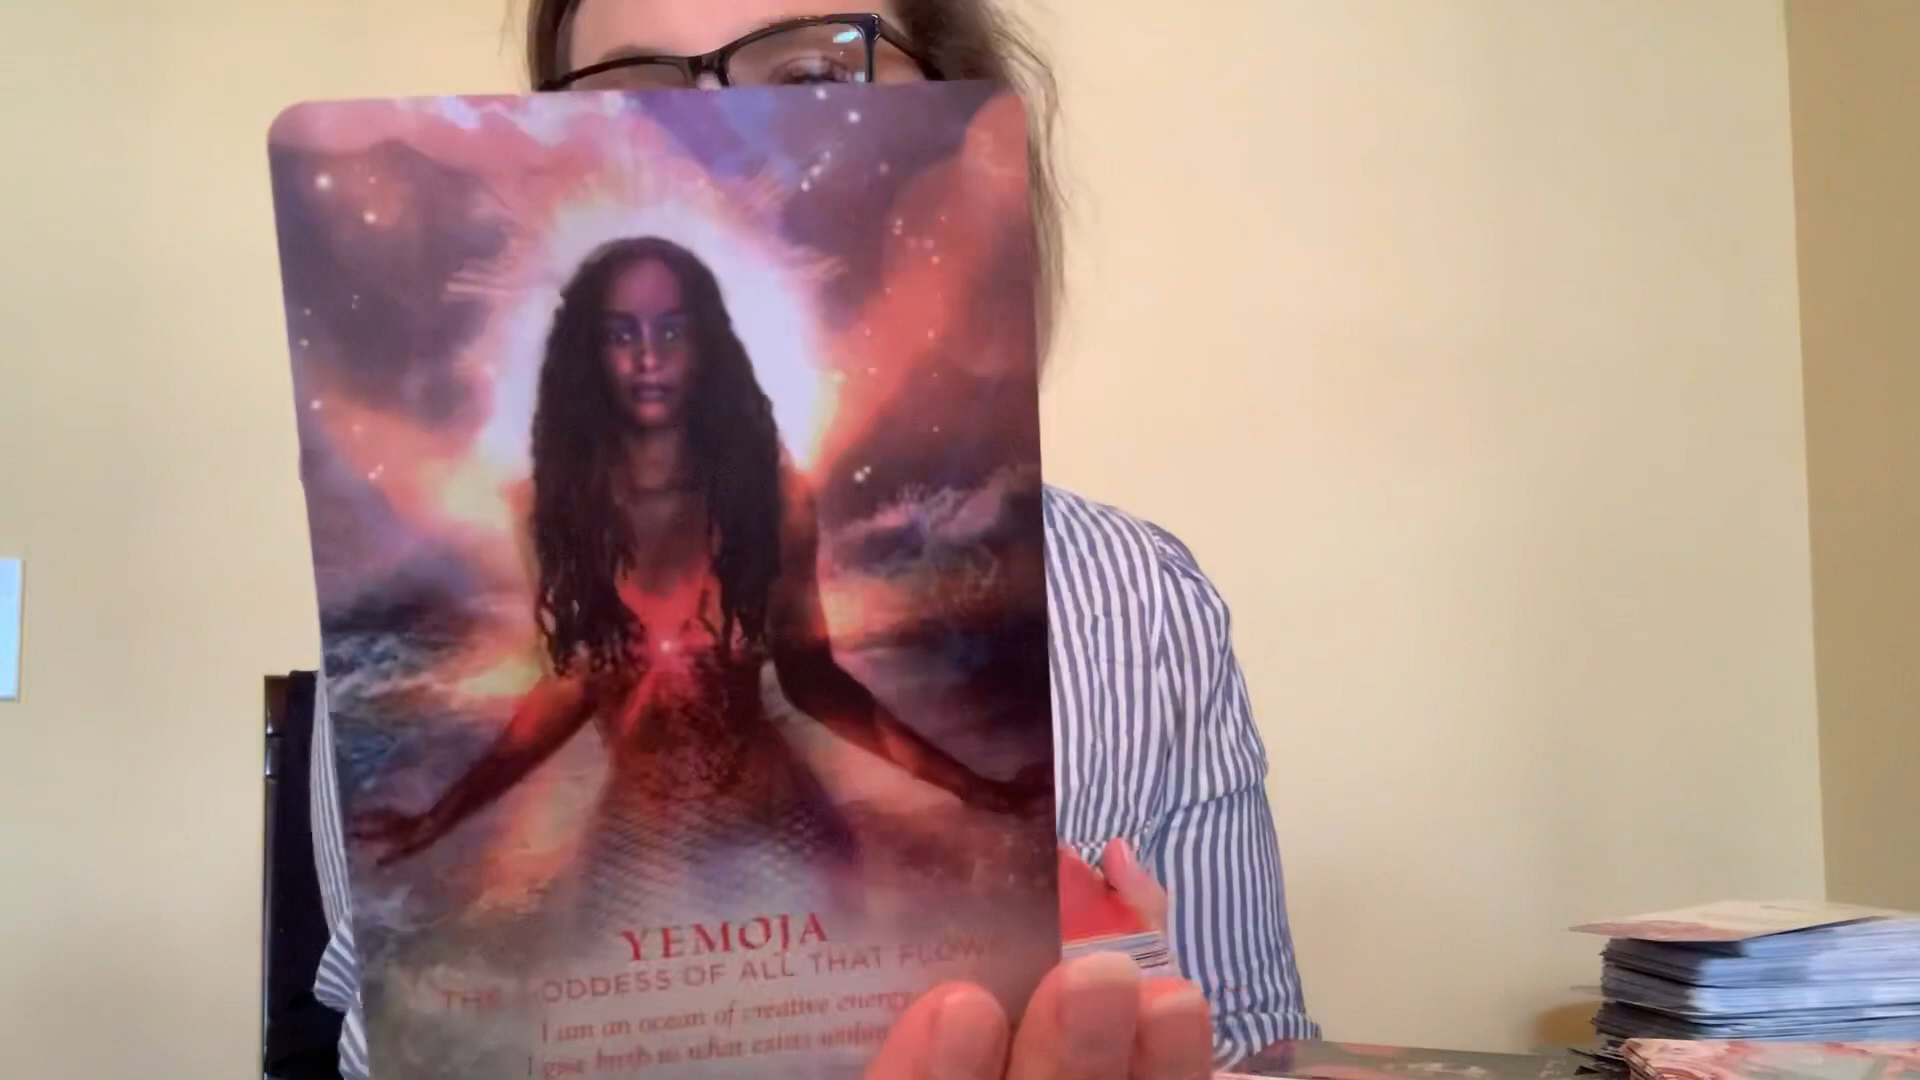 YEMOJA
THE GODDESS OF ALL THAT FLOWS
I am an ocean of creative energy
I give birth to what exists within